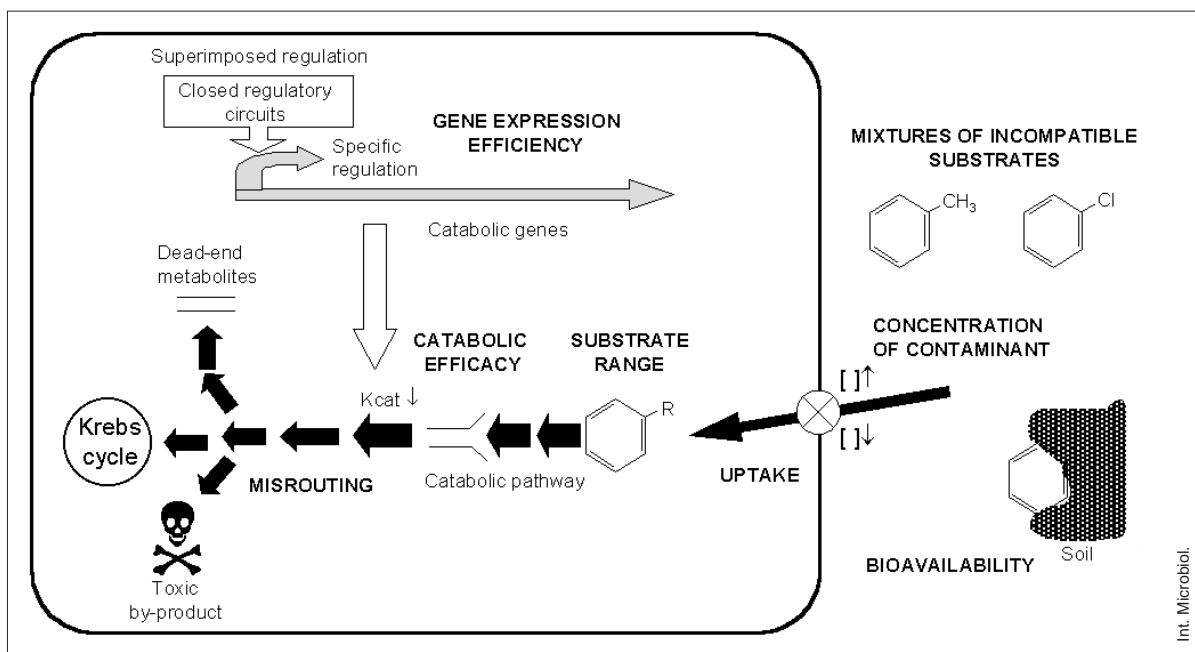 Superimposed regulation
Closed regulatory
circuits
Specific
regulation
GENE EXPRESSION
EFFICIENCY
Catabolic genes
MIXTURES OF INCOMPATIBLE
SUBSTRATES
CH₃
Cl
Dead-end
metabolites
CATABOLIC
EFFICACY
SUBSTRATE
RANGE
CONCENTRATION
OF CONTAMINANT
Kcat ↓
R
[ ]↑
[ ]↓
Krebs
cycle
MISROUTING
Catabolic pathway
UPTAKE
Toxic
by-product
BIOAVAILABILITY
Soil
Int. Microbiol.